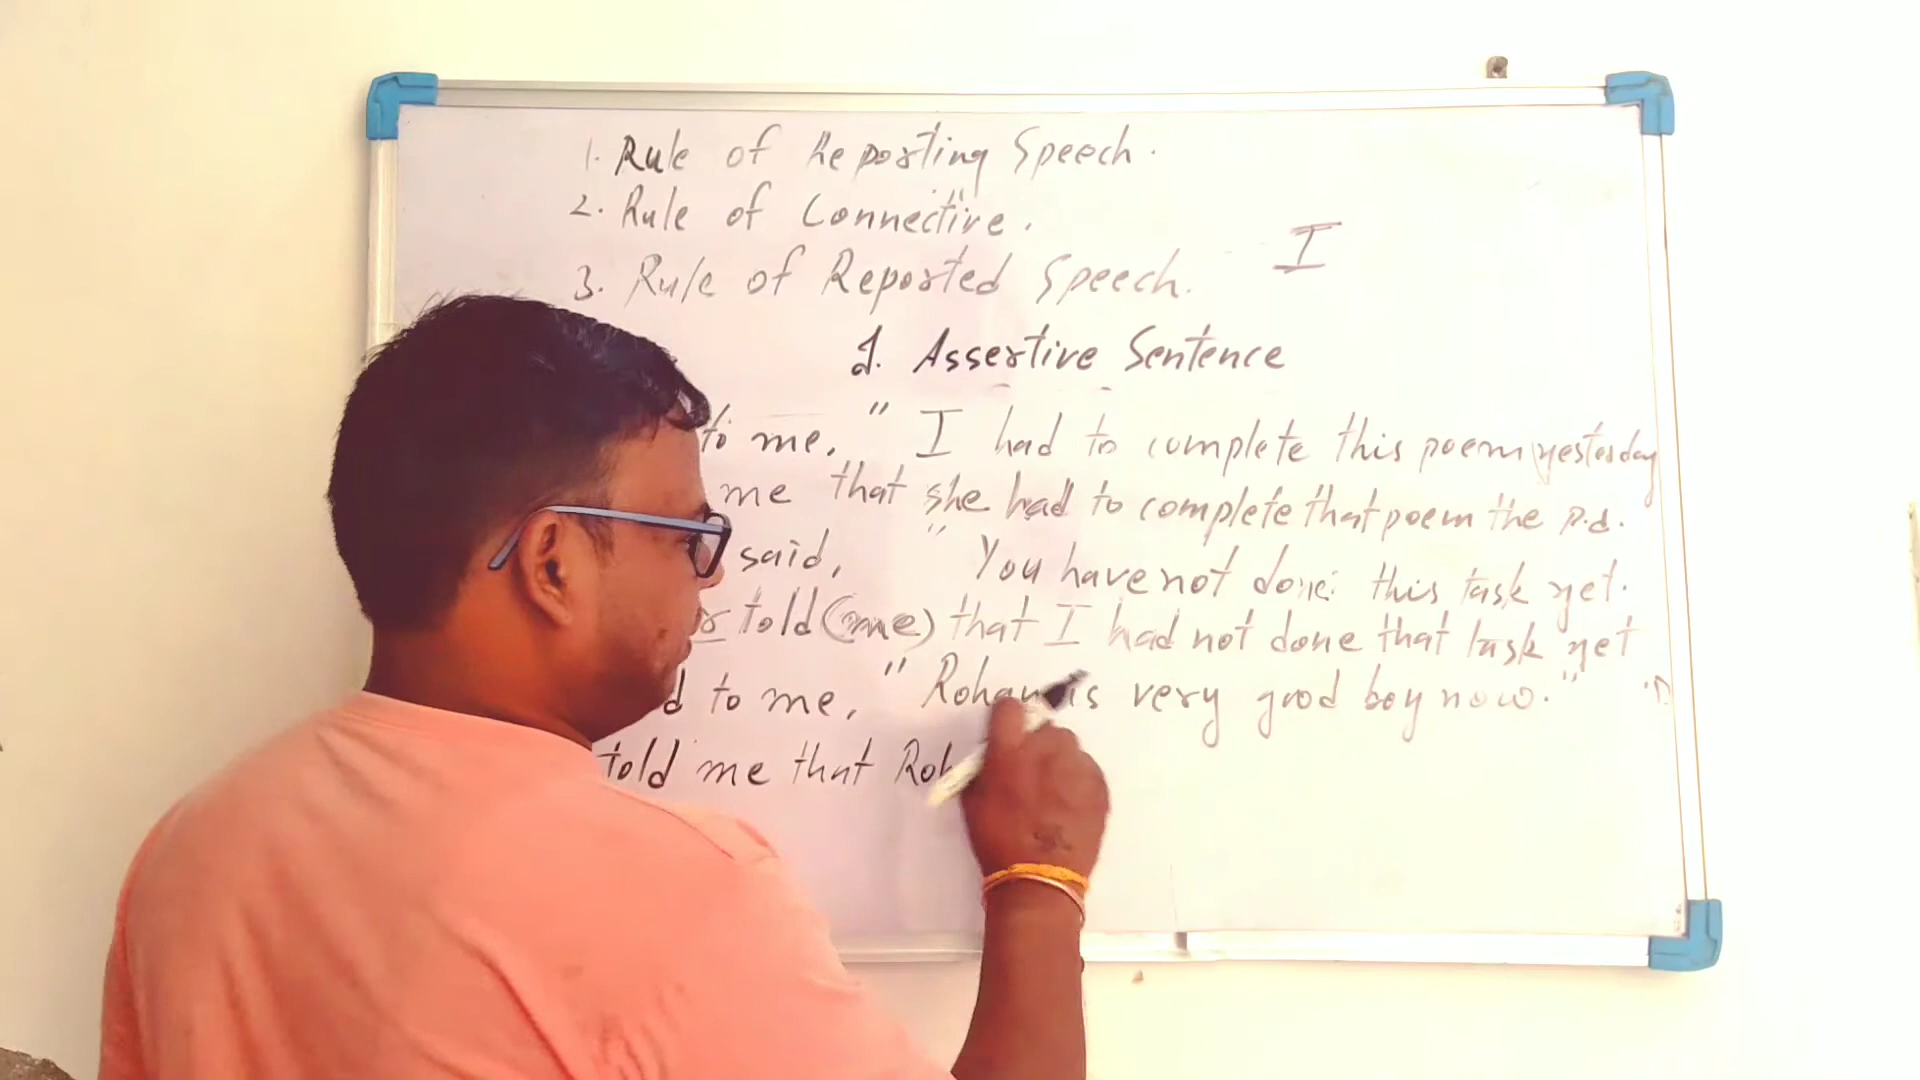 1. Rule of Reporting Speech.
2. Rule of Connective.
I
3. Rule of Reported Speech.
1. Assertive Sentence
to me, " I had to complete this poem yesterday
me that she had to complete that poem the p.d.
said, " You have not done this task yet.
told (me) that I had not done that task yet
to me, " Rohan is very good boy now."
told me that Roh